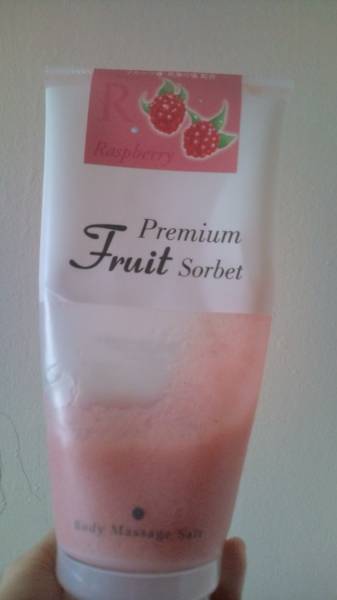 R
Raspberry
Premium
Fruit Sorbet
Body Massage Salt